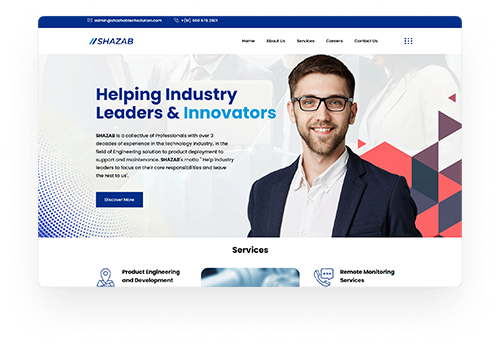 admin@shazhabtechsolution.com +(91) 999 679 2901
SHAZAB
Home About Us Services Careers Contact Us
Helping Industry
Leaders & Innovators
SHAZAB is a collective of Professionals with over 3
decades of experience in the technology industry, in the
field of Engineering solution to product deployment to
support and maintenance. SHAZAB's motto " Help industry
leaders to focus on their core responsibilities and leave
the rest to us".
Discover More
Services
Product Engineering
and Development
Remote Monitoring
Services